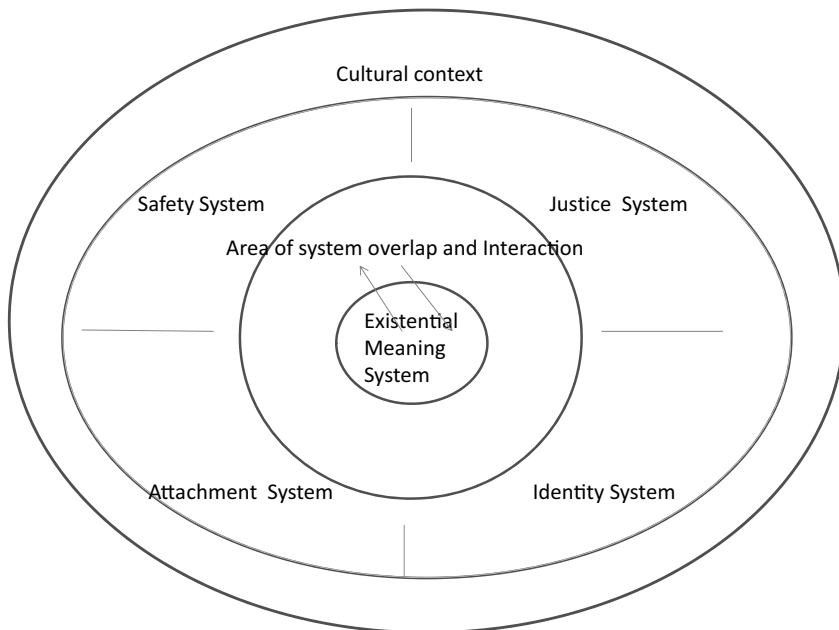 Cultural context
Safety System
Justice System
Area of system overlap and Interaction
Existential
Meaning
System
Attachment System
Identity System